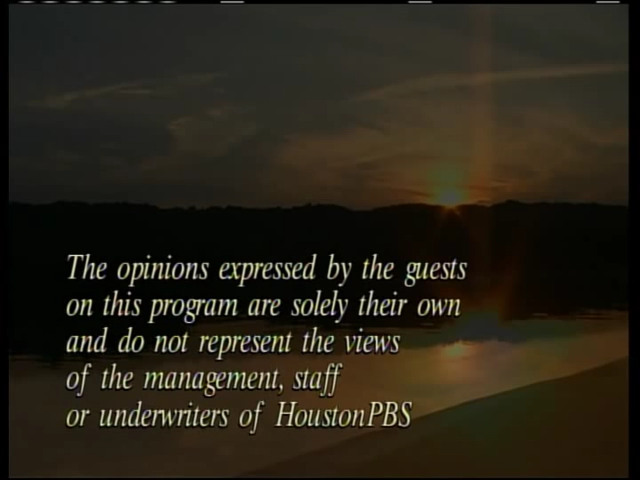 The opinions expressed by the guests
on this program are solely their own
and do not represent the views
of the management, staff
or underwriters of HoustonPBS